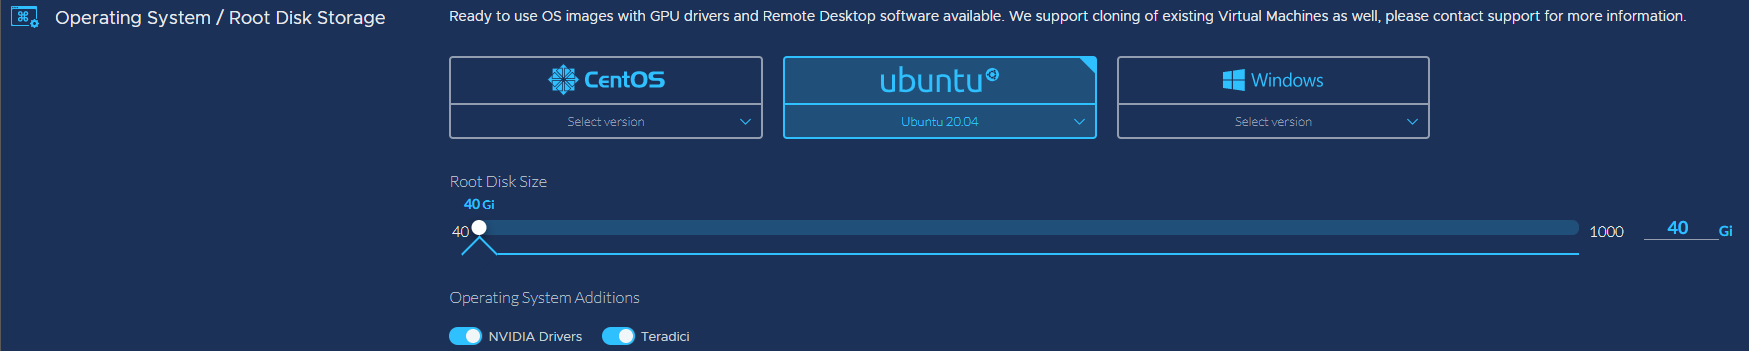 Operating System / Root Disk Storage
Ready to use OS images with GPU drivers and Remote Desktop software available. We support cloning of existing Virtual Machines as well, please contact support for more information.
CentOS
ubuntu
Windows
Select version
Ubuntu 20.04
Select version
Root Disk Size
40 Gi
40
1000
40 Gi
Operating System Additions
NVIDIA Drivers
Teradici